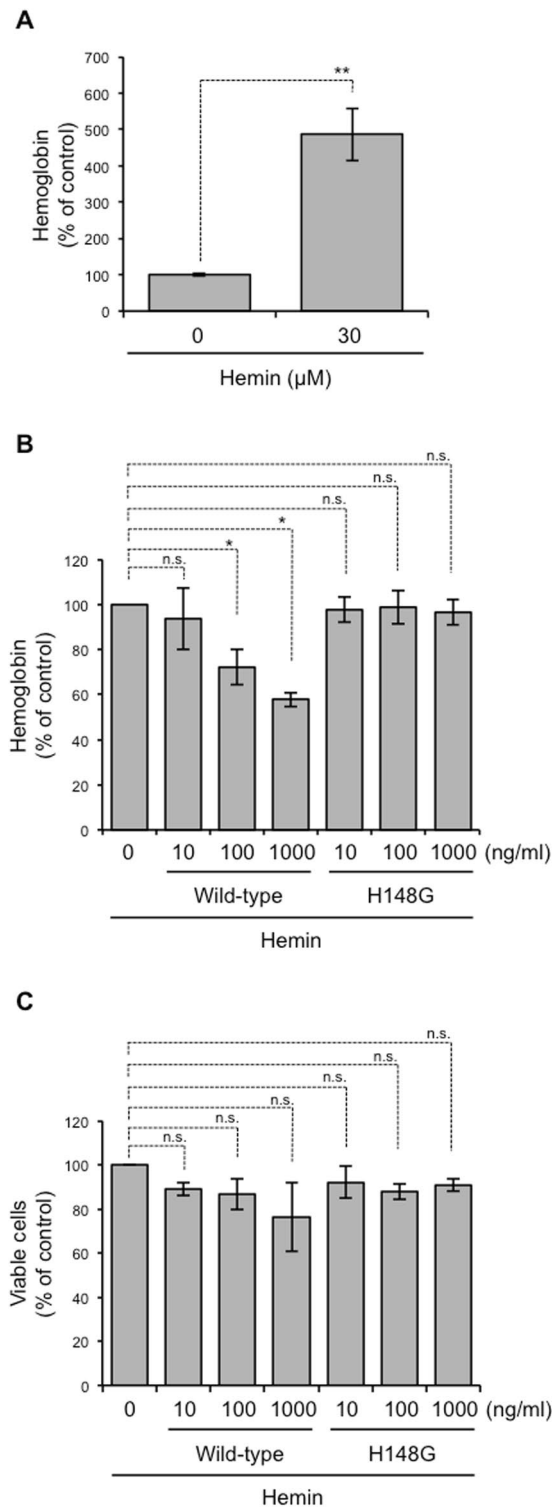 A
Hemoglobin
(% of control)
700
600
500
400
300
200
100
0
**
0 30
Hemin (µM)
B
n.s.
n.s.
n.s.
*
*
n.s.
Hemoglobin
(% of control)
120
100
80
60
40
20
0
0 10 100 1000 10 100 1000 (ng/ml)
Wild-type H148G
Hemin
C
n.s.
n.s.
n.s.
n.s.
n.s.
n.s.
Viable cells
(% of control)
120
100
80
60
40
20
0
0 10 100 1000 10 100 1000 (ng/ml)
Wild-type H148G
Hemin